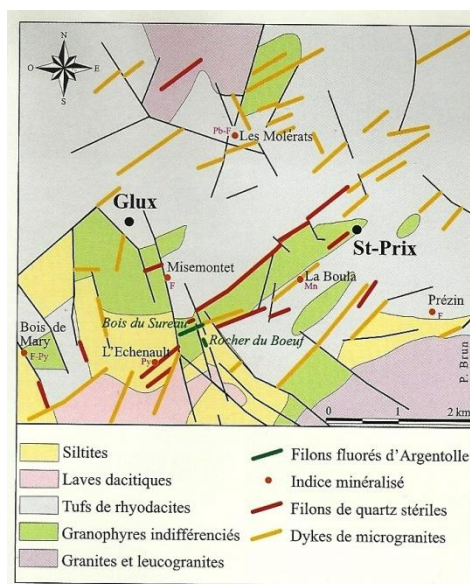 N
O
E
S
Pb-F
Les Molérats
Glux
St-Prix
Misemontet
F
La Boula
Mn
Prézin
F
Bois du Sureau
Rocher du Boeuf
Bois de
Mary
F-Py
L'Echenault
Py
P. Brun
0 1 2 km
Siltites
Laves dacitiques
Tufs de rhyodacites
Granophyres indifférenciés
Granites et leucogranites
Filons fluorés d'Argentolle
Indice minéralisé
Filons de quartz stériles
Dykes de microgranites